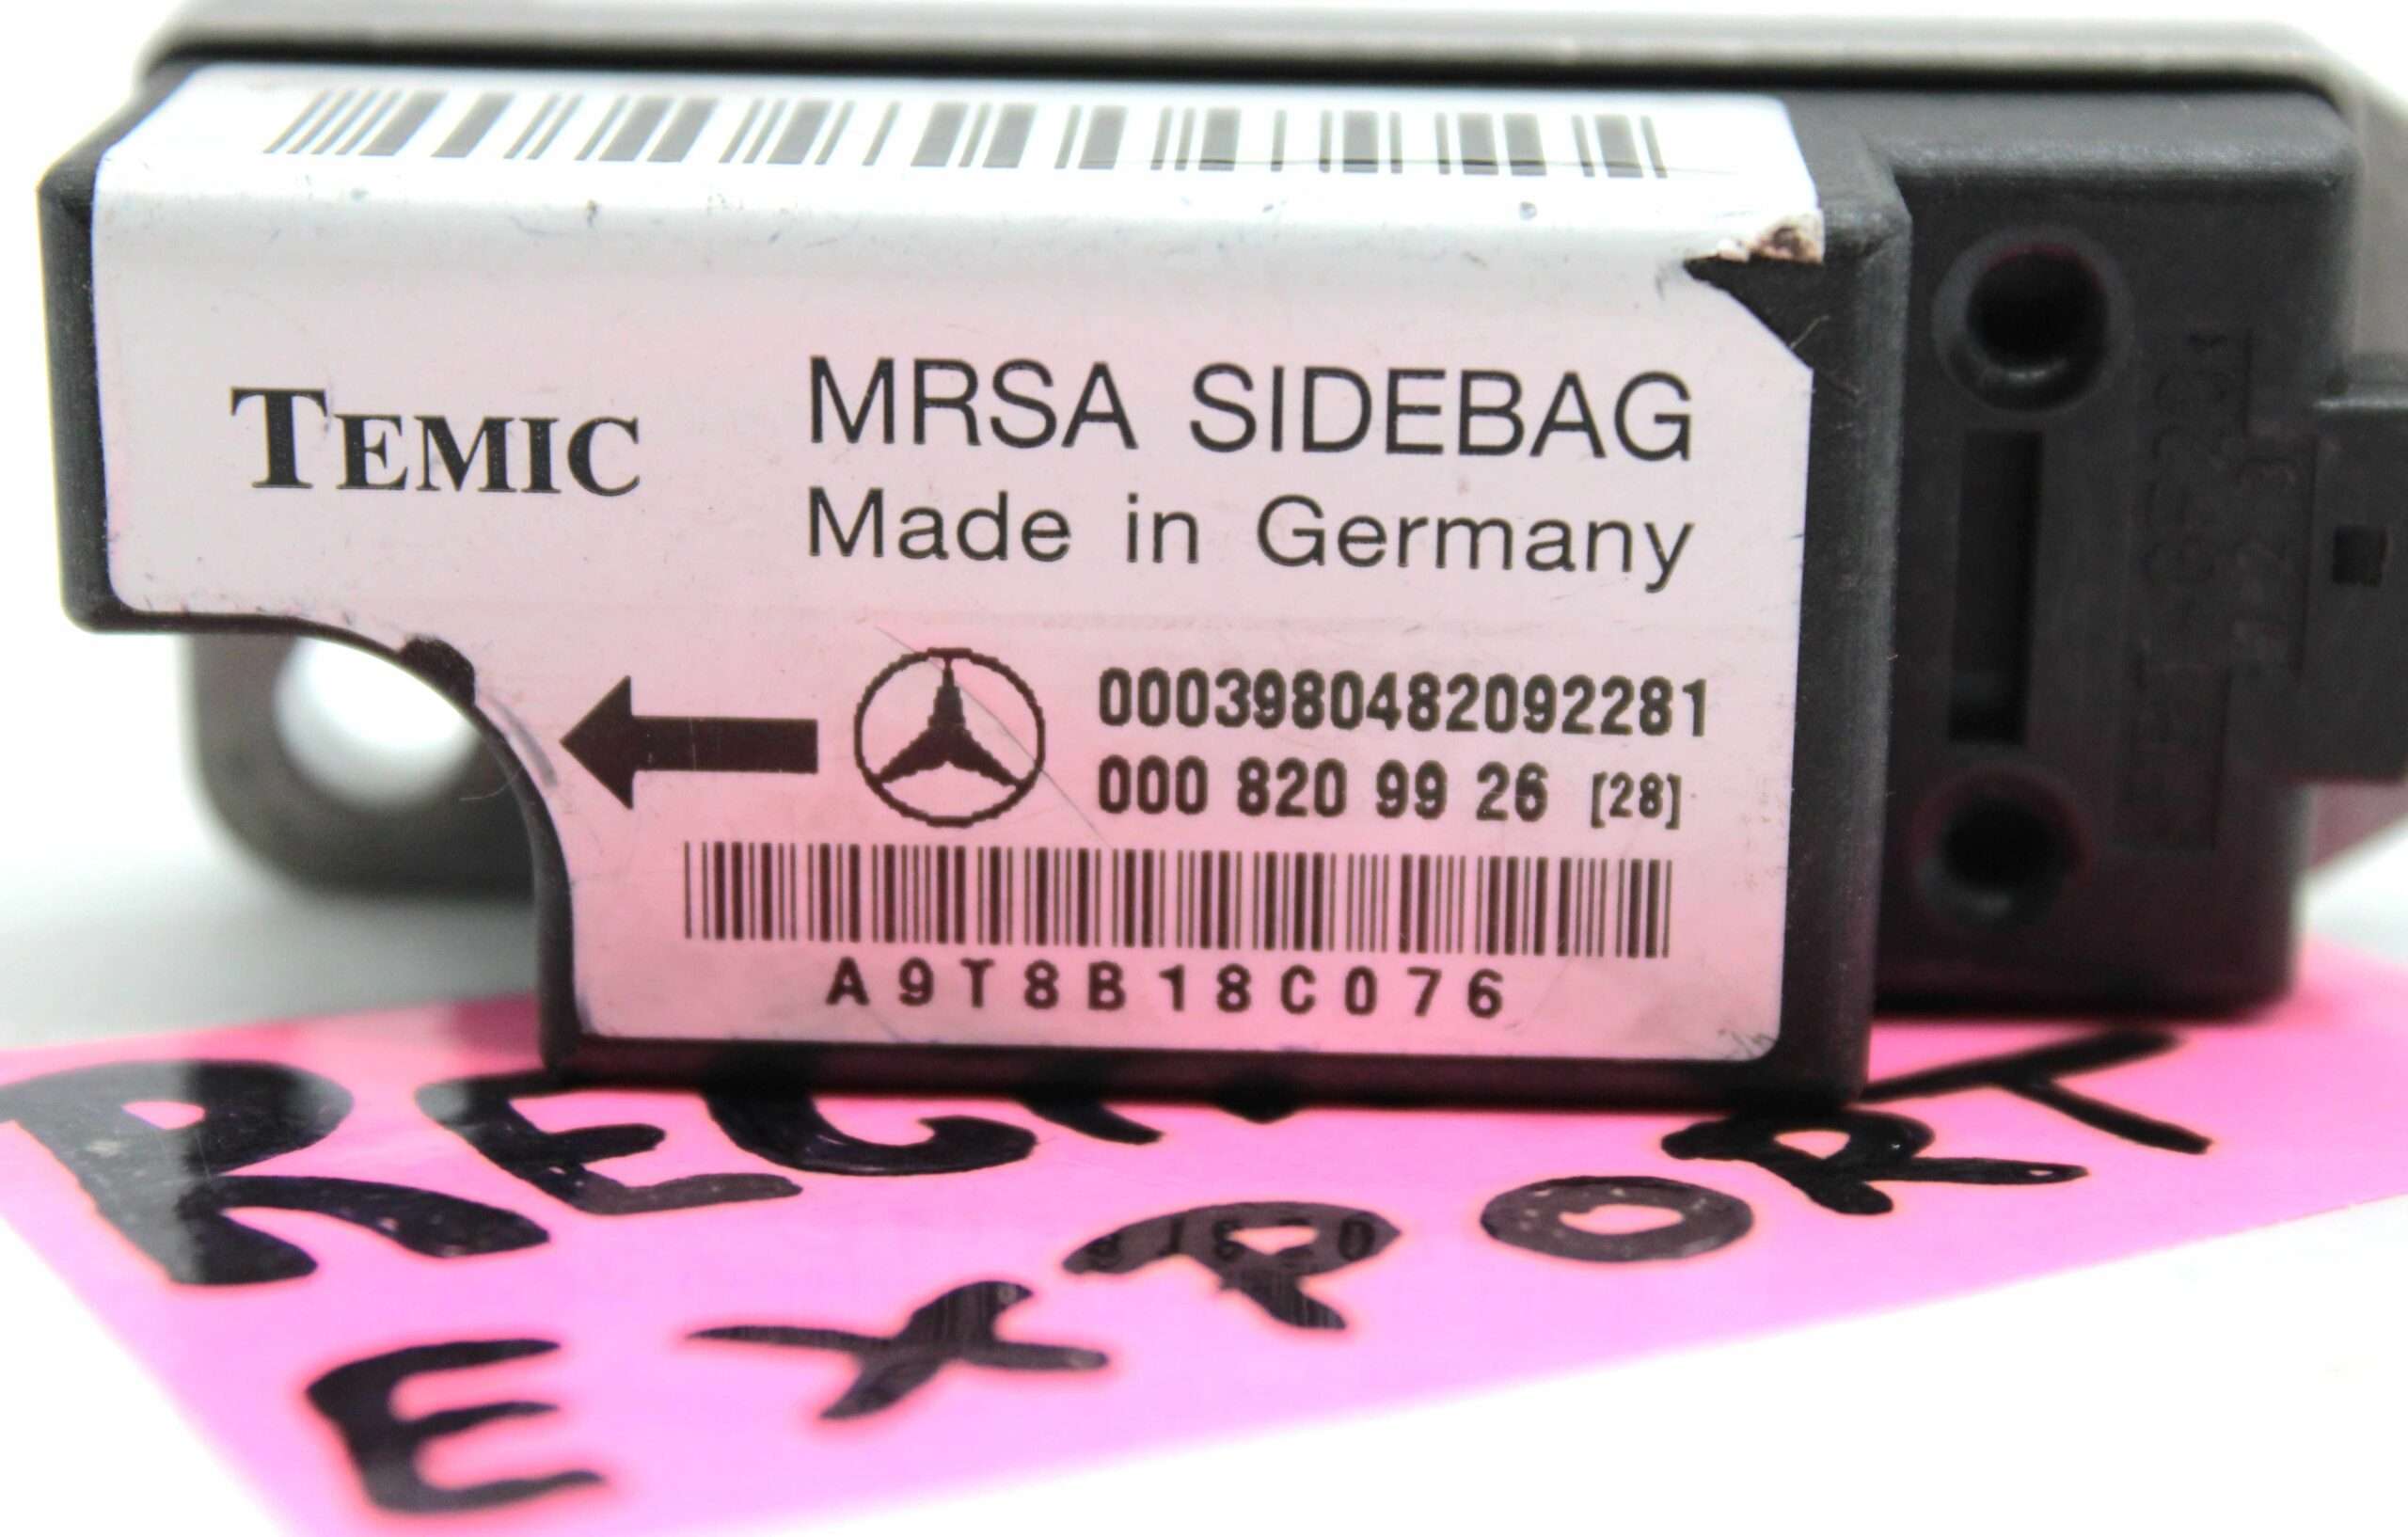 TEMIC
MRSA SIDEBAG
Made in Germany
0003980482092281
000 820 99 26 [28]
A9T8B18C076
EXPORT